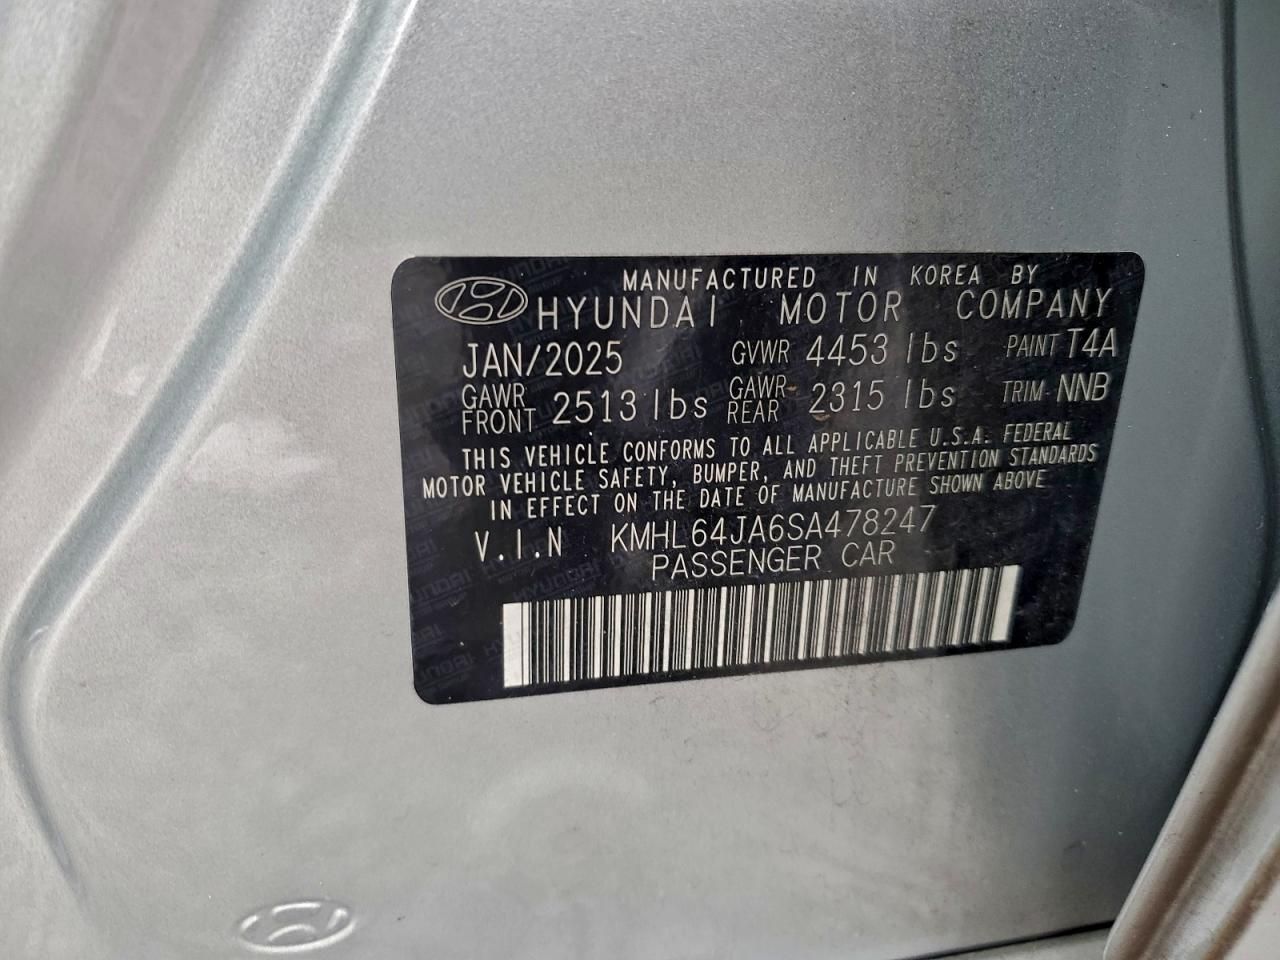 MANUFACTURED IN KOREA BY
HYUNDAI MOTOR COMPANY
JAN/2025 GVWR 4453 lbs PAINT T4A
GAWR FRONT 2513 lbs GAWR REAR 2315 lbs TRIM NNB
THIS VEHICLE CONFORMS TO ALL APPLICABLE U.S.A. FEDERAL
MOTOR VEHICLE SAFETY, BUMPER, AND THEFT PREVENTION STANDARDS
IN EFFECT ON THE DATE OF MANUFACTURE SHOWN ABOVE
V.I.N KMHL64JA6SA478247
PASSENGER CAR